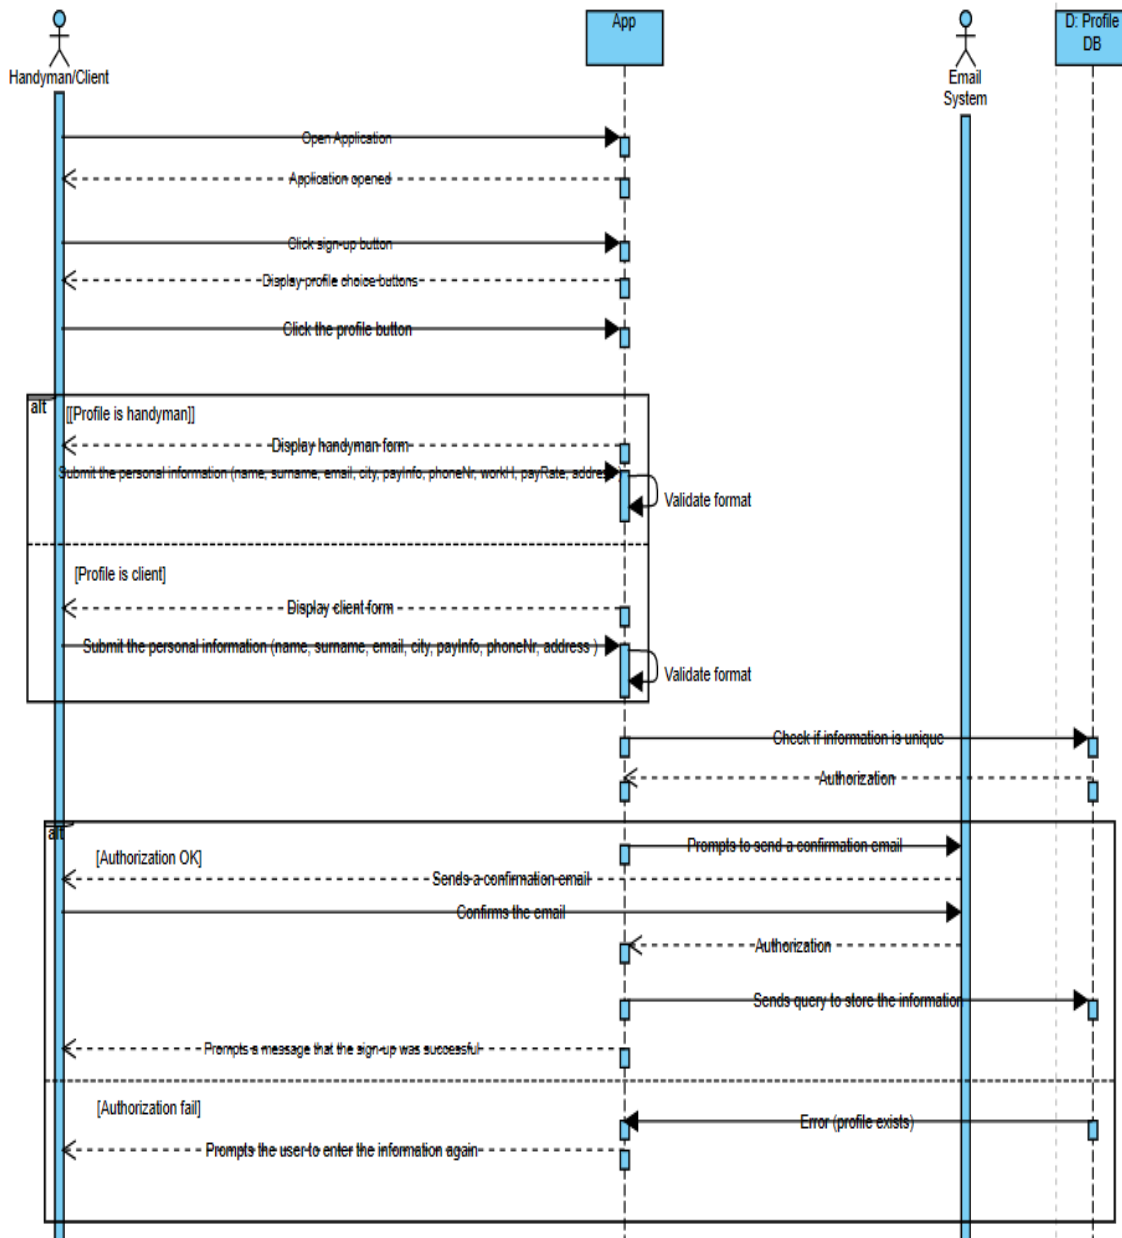 Handyman/Client
App
Email
System
D: Profile
DB
Open Application
Application opened
Click sign-up button
Display profile choice buttons
Click the profile button
alt
[[Profile is handyman]]
Display handyman form
Submit the personal information (name, surname, email, city, payInfo, phoneNr, workH, payRate, address )
Validate format
[Profile is client]
Display client form
Submit the personal information (name, surname, email, city, payInfo, phoneNr, address )
Validate format
Check if information is unique
Authorization
alt
Prompts to send a confirmation email
[Authorization OK]
Sends a confirmation email
Confirms the email
Authorization
Sends query to store the information
Prompts a message that the sign-up was successful
[Authorization fail]
Error (profile exists)
Prompts the user to enter the information again